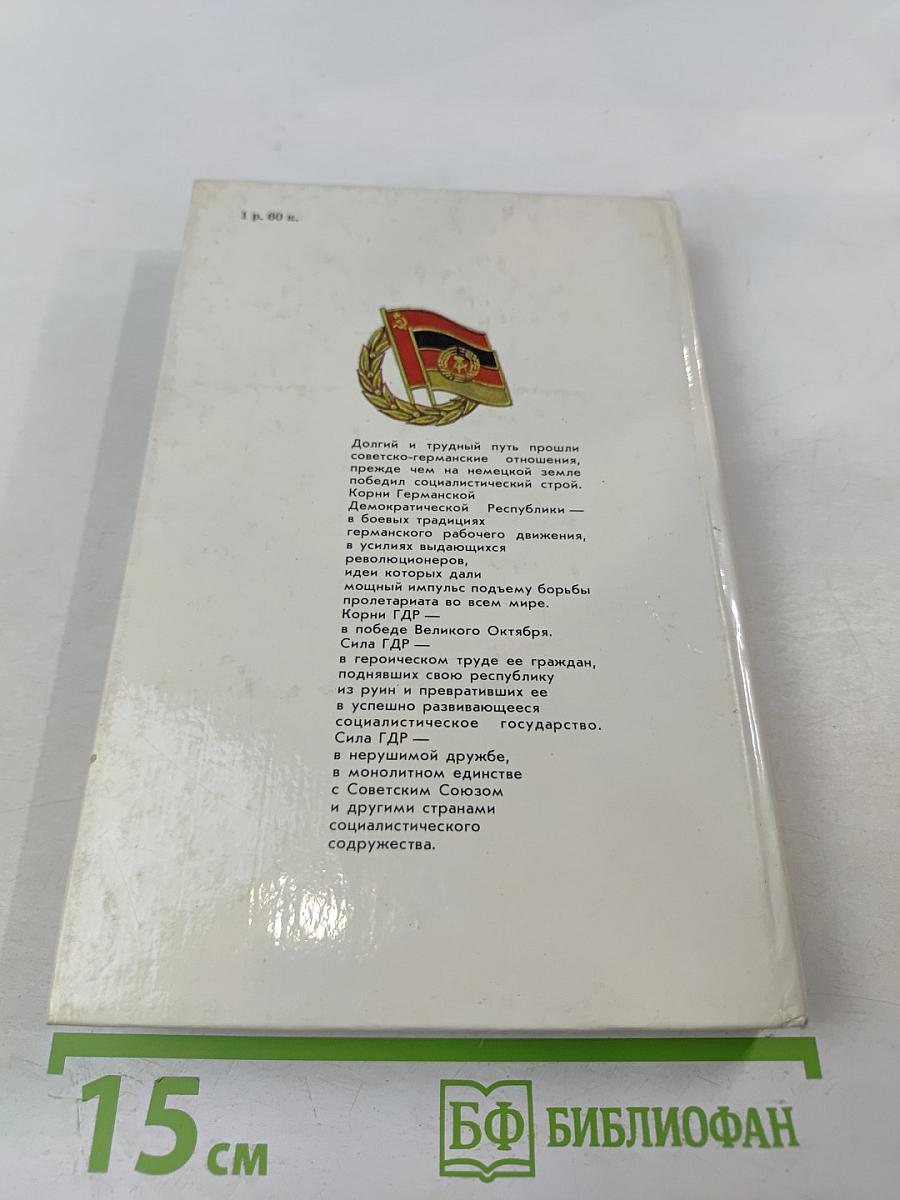 1 р. 60 к.
Долгий и трудный путь прошли
советско-германские отношения,
прежде чем на немецкой земле
победил социалистический строй.
Корни Германской
Демократической Республики —
в боевых традициях
германского рабочего движения,
в усилиях выдающихся
революционеров,
идеи которых дали
мощный импульс подъему борьбы
пролетариата во всем мире.
Корни ГДР —
в победе Великого Октября.
Сила ГДР —
в героическом труде ее граждан,
поднявших свою республику
из руин и превративших ее
в успешно развивающееся
социалистическое государство.
Сила ГДР —
в нерушимой дружбе,
в монолитном единстве
с Советским Союзом
и другими странами
социалистического
содружества.
15 см
БФ БИБЛИОФАН